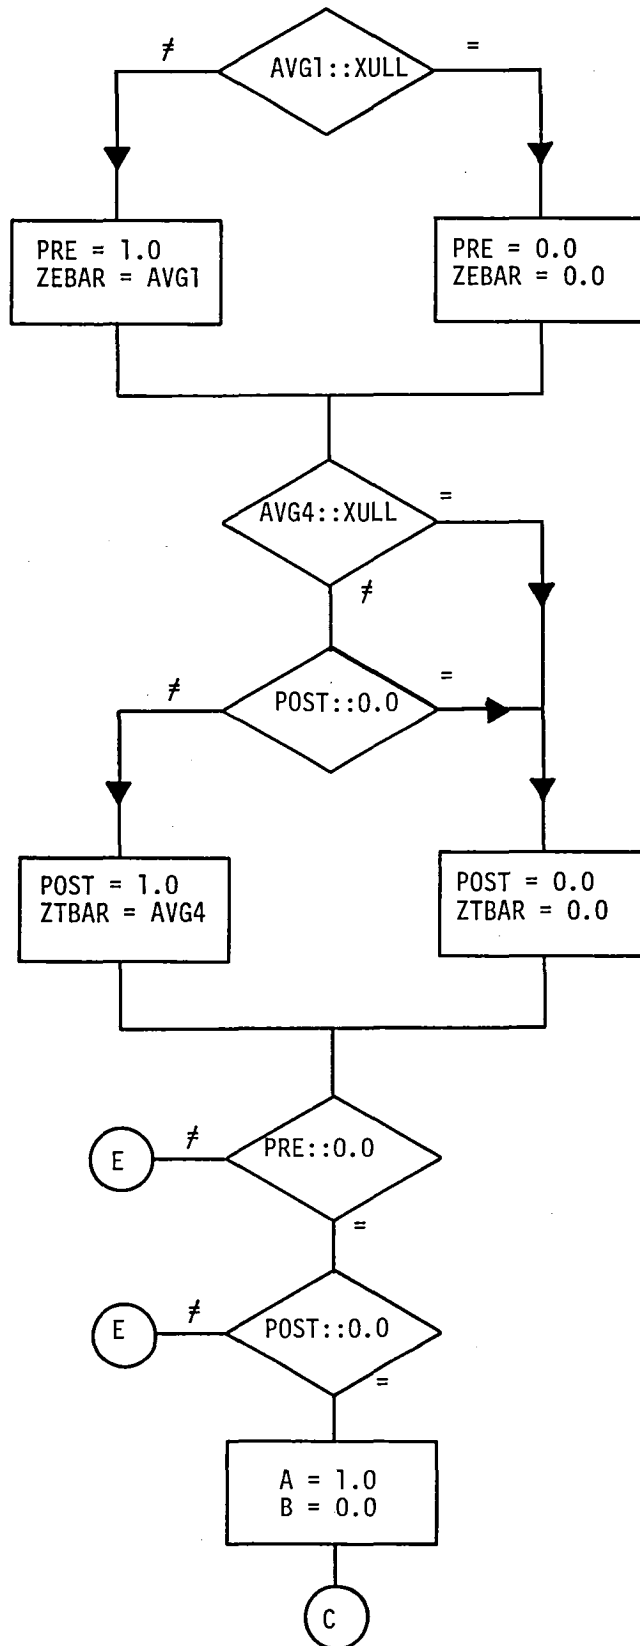 ≠
AVG1::XULL
=
PRE = 1.0
ZEBAR = AVG1
PRE = 0.0
ZEBAR = 0.0
AVG4::XULL
=
≠
≠
POST::0.0
=
POST = 1.0
ZTBAR = AVG4
POST = 0.0
ZTBAR = 0.0
E
≠
PRE::0.0
=
E
≠
POST::0.0
=
A = 1.0
B = 0.0
C